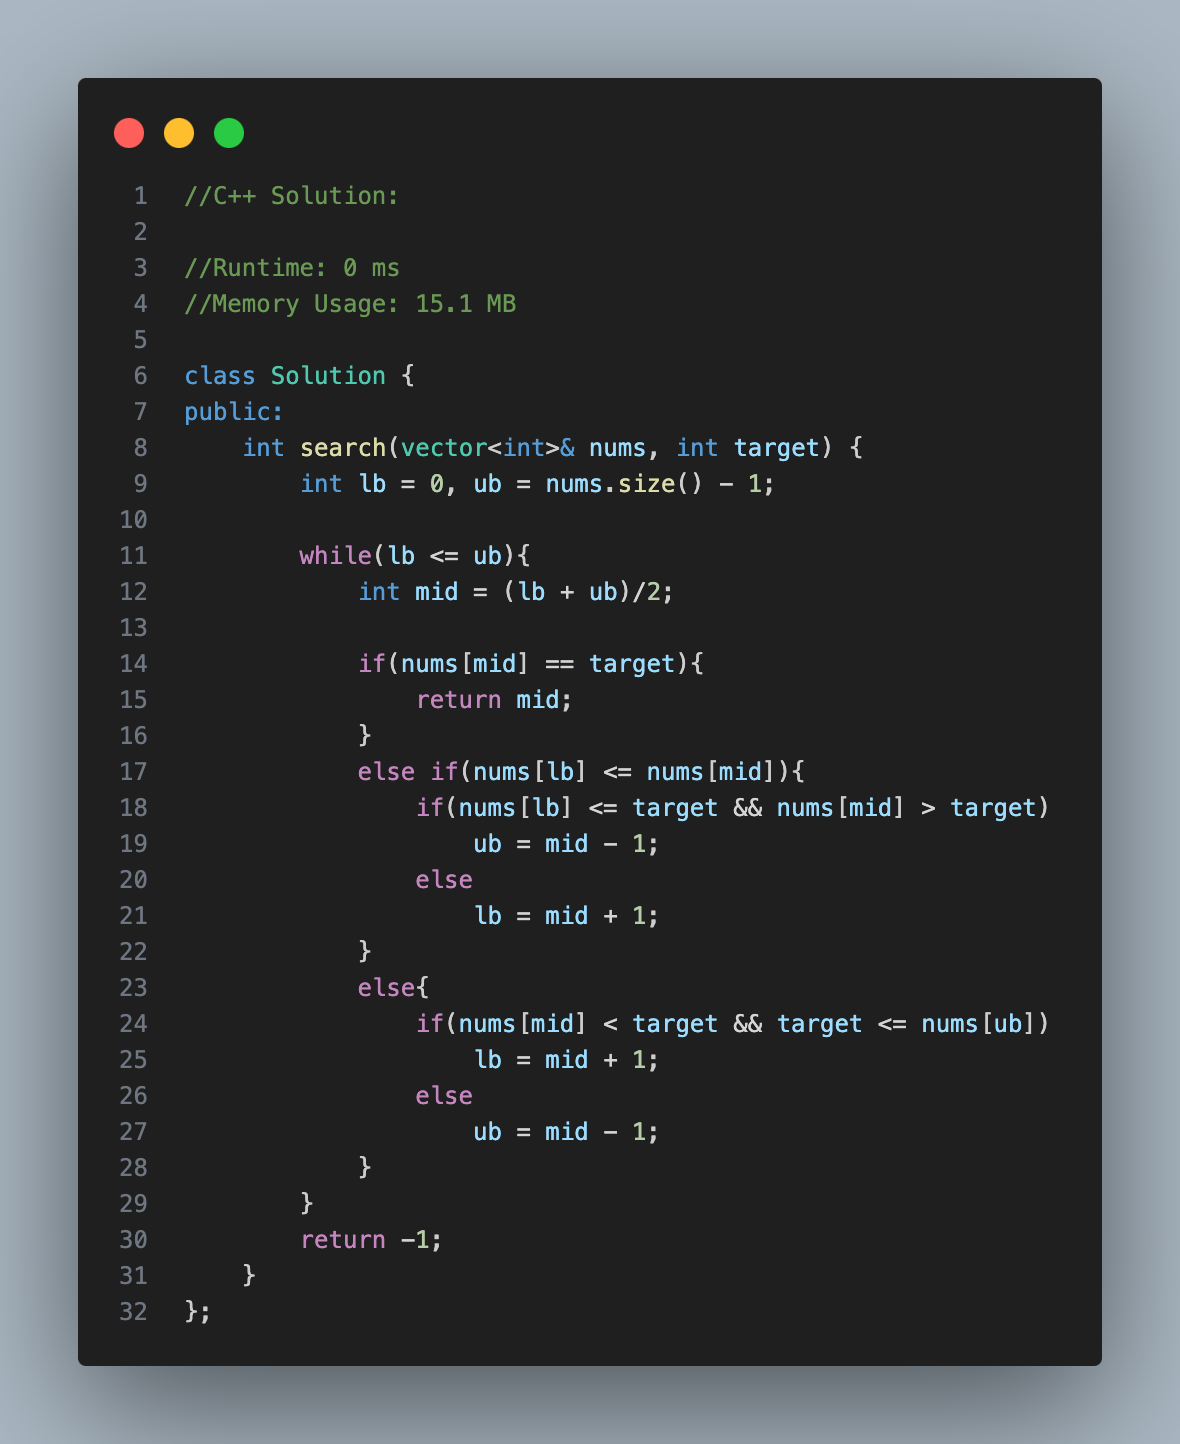 1 //C++ Solution:
2
3 //Runtime: 0 ms
4 //Memory Usage: 15.1 MB
5
6 class Solution {
7 public:
8     int search(vector<int>& nums, int target) {
9         int lb = 0, ub = nums.size() - 1;
10
11         while(lb <= ub){
12             int mid = (lb + ub)/2;
13
14             if(nums[mid] == target){
15                 return mid;
16             }
17             else if(nums[lb] <= nums[mid]){
18                 if(nums[lb] <= target && nums[mid] > target)
19                     ub = mid - 1;
20                 else
21                     lb = mid + 1;
22             }
23             else{
24                 if(nums[mid] < target && target <= nums[ub])
25                     lb = mid + 1;
26                 else
27                     ub = mid - 1;
28             }
29         }
30         return -1;
31     }
32 };